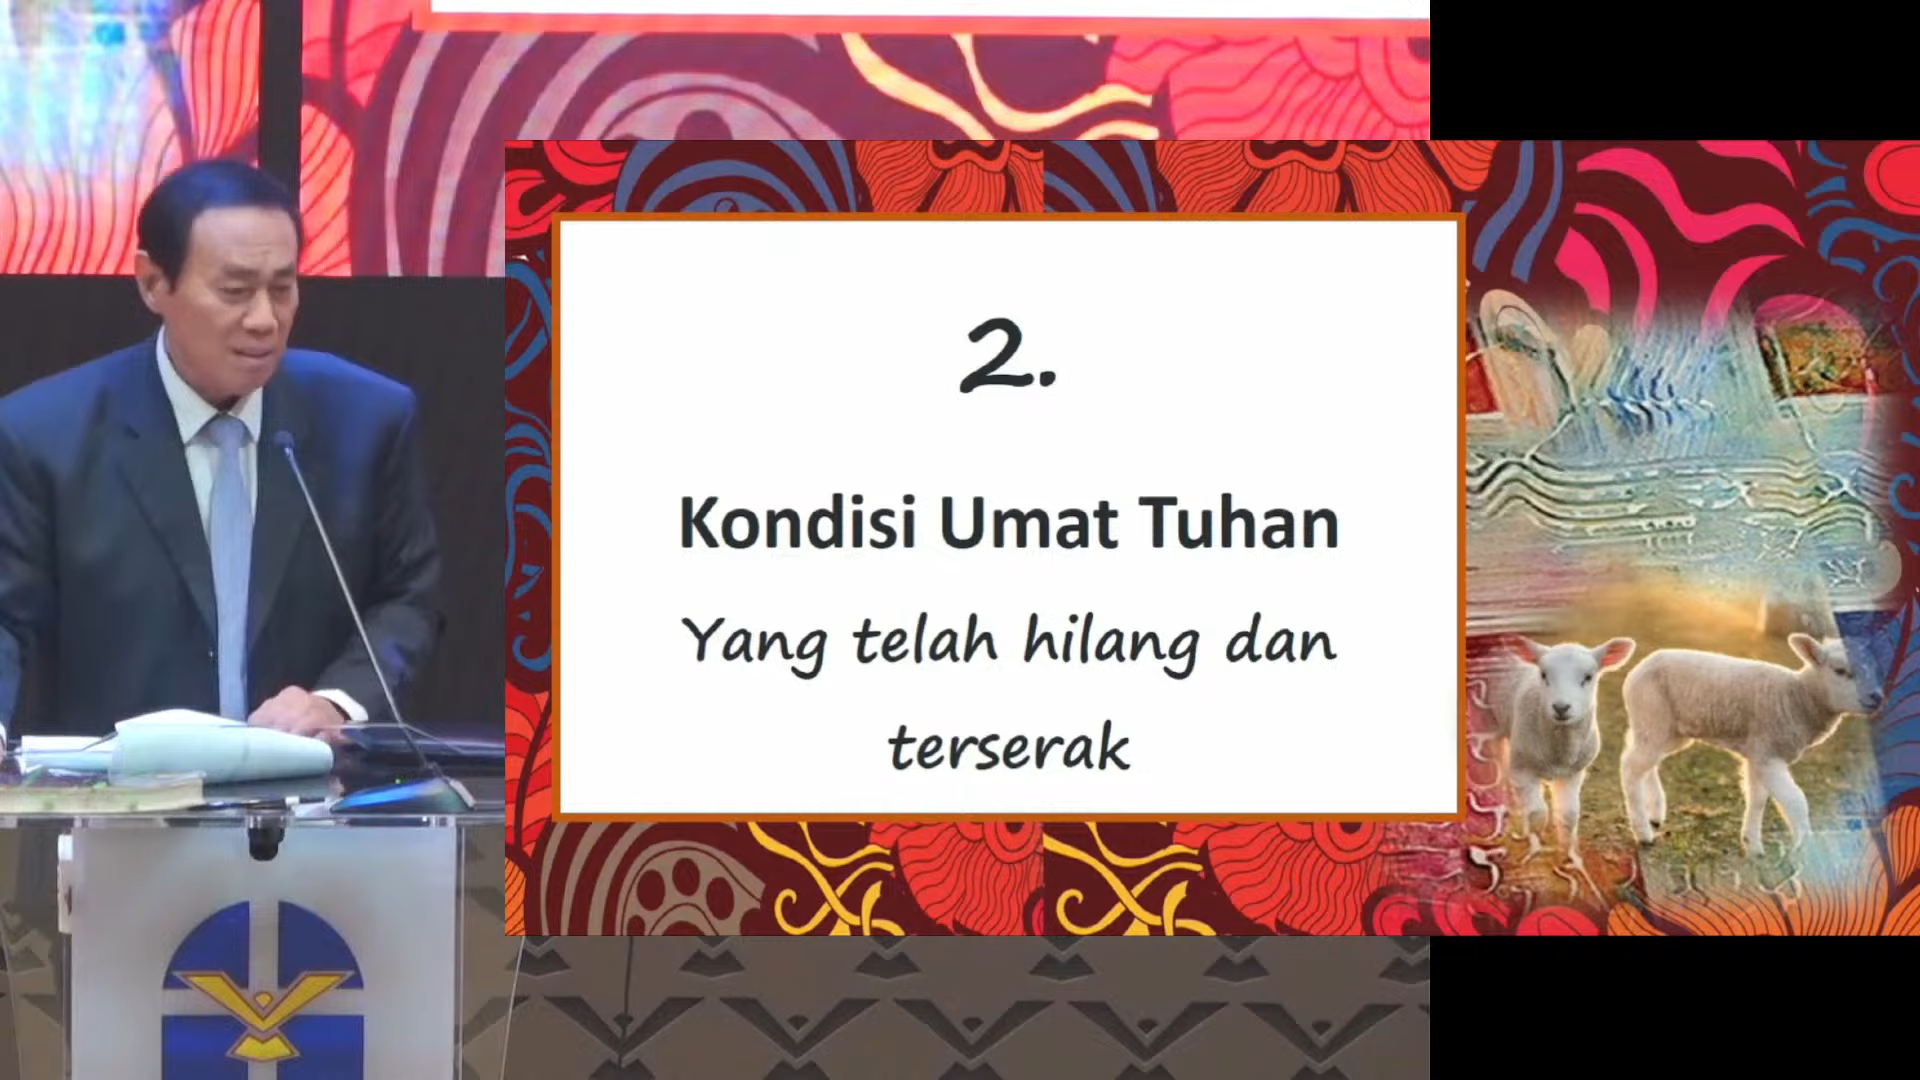 2.
Kondisi Umat Tuhan
Yang telah hilang dan
terserak